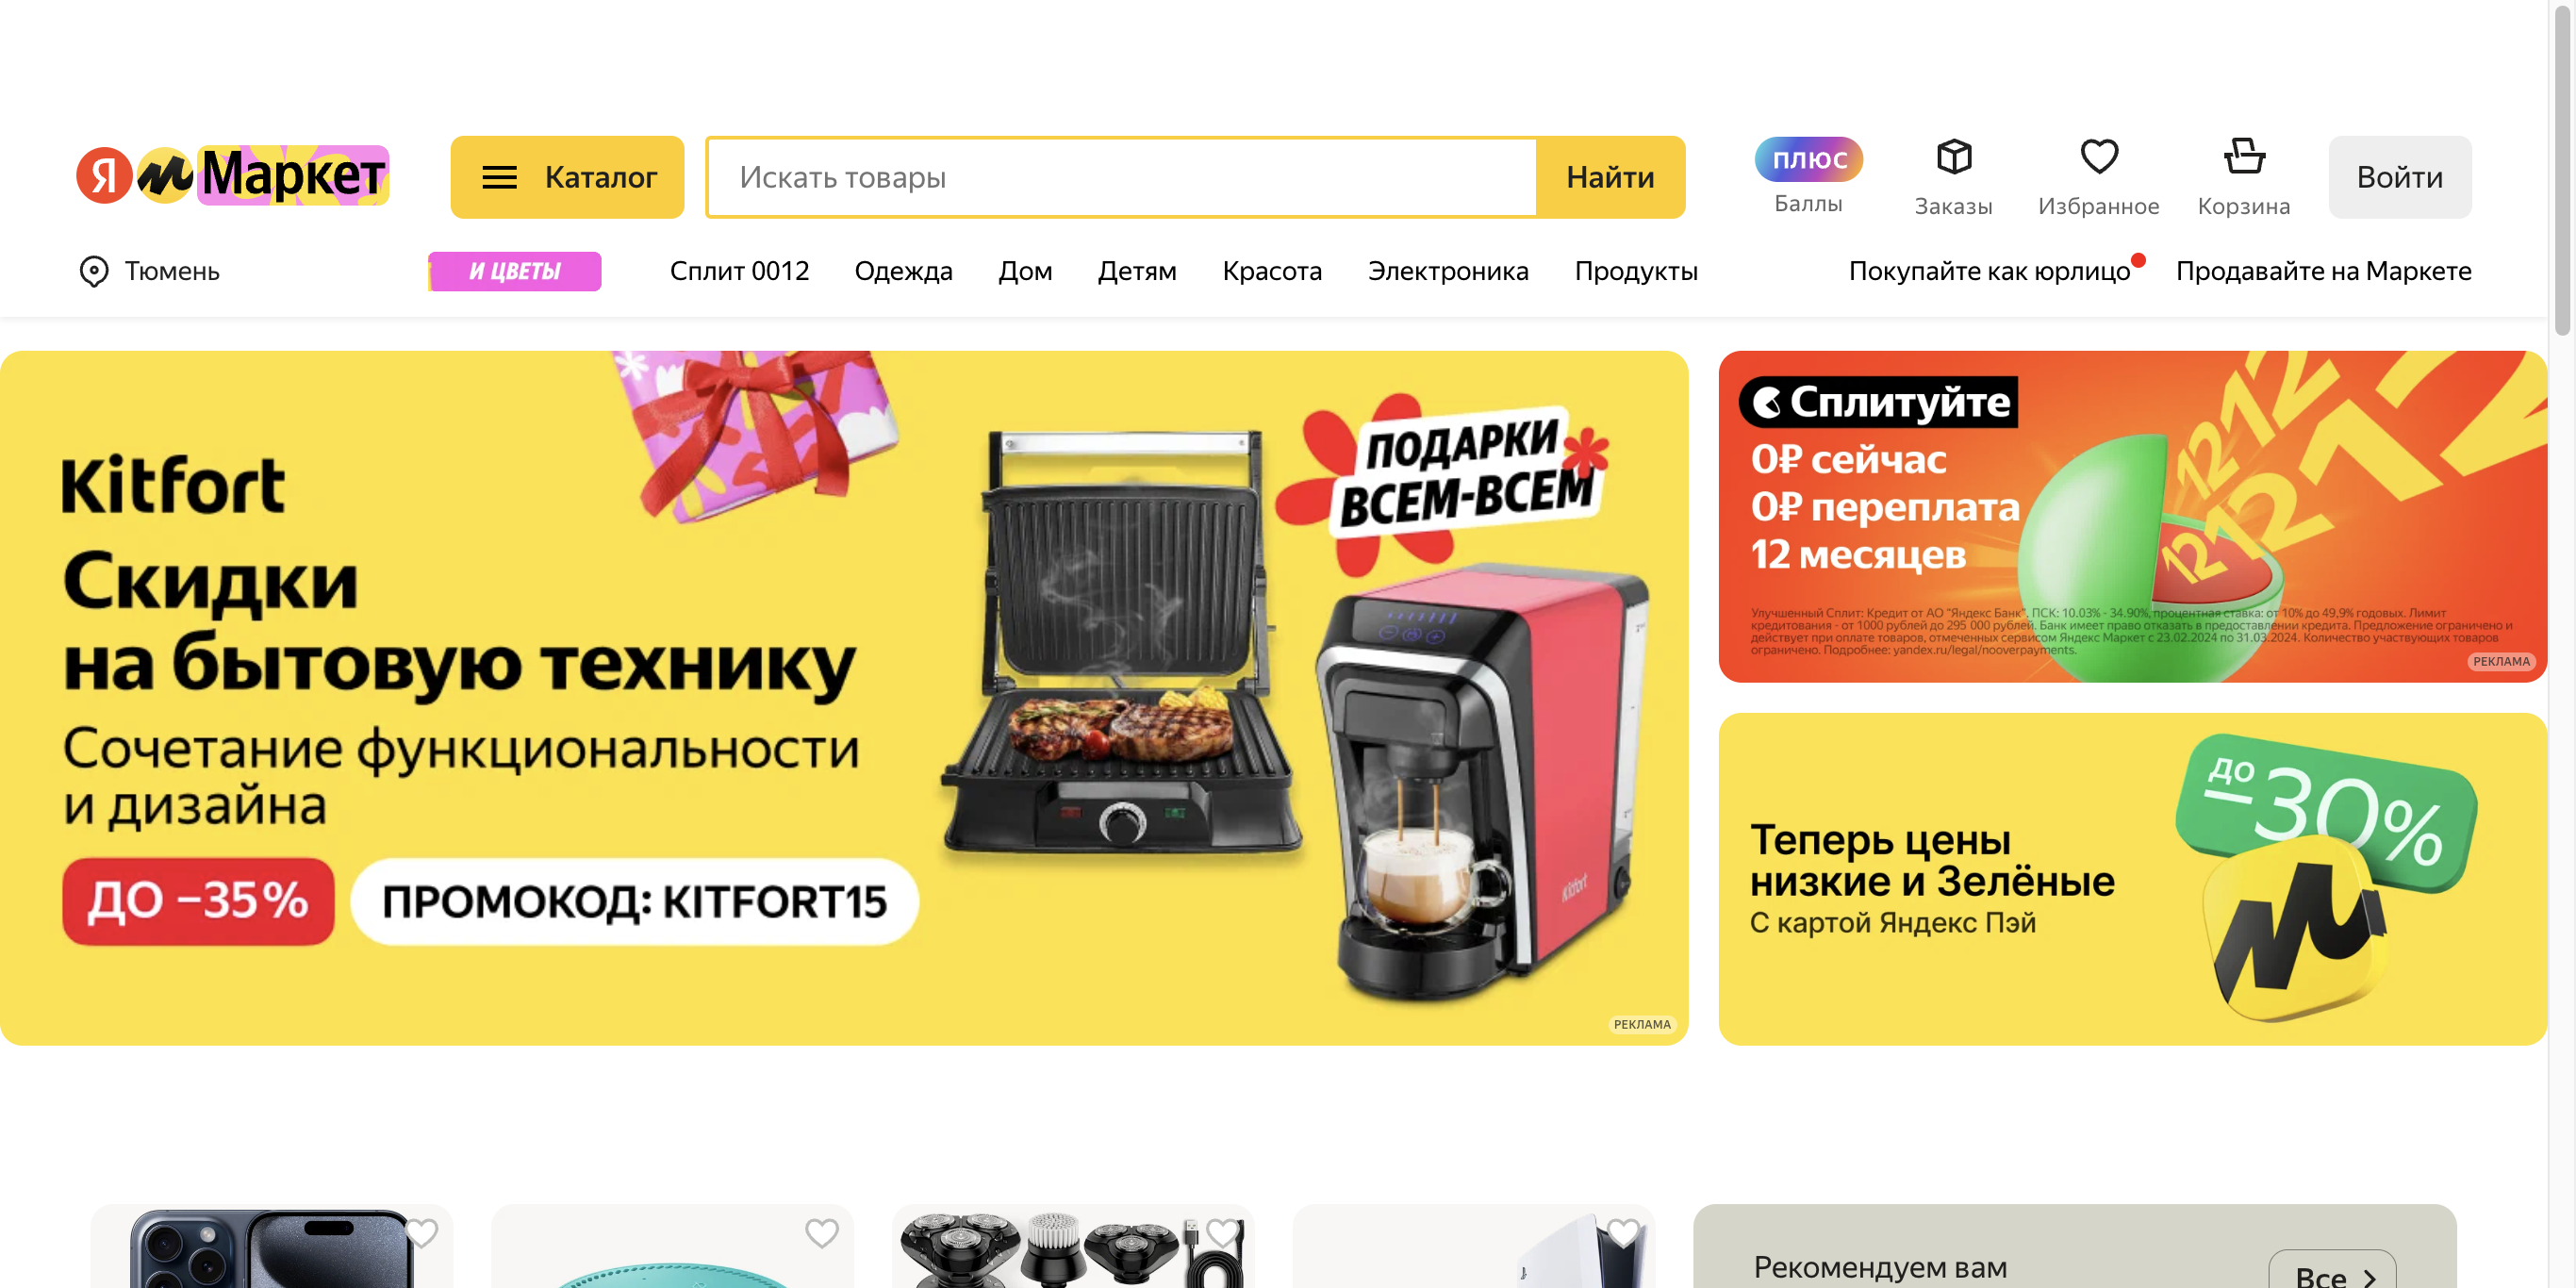 Я Маркет
Каталог
Искать товары
Найти
плюс
Баллы
Заказы
Избранное
Корзина
Войти
Тюмень
И ЦВЕТЫ
Сплит 0012
Одежда
Дом
Детям
Красота
Электроника
Продукты
Покупайте как юрлицо
Продавайте на Маркете
Kitfort
Скидки
на бытовую технику
Сочетание функциональности
и дизайна
ДО −35%
ПРОМОКОД: KITFORT15
ПОДАРКИ
ВСЕМ-ВСЕМ
Kitfort
РЕКЛАМА
Сплитуйте
0₽ сейчас
0₽ переплата
12 месяцев
12
12
12
12
12
Улучшенный Сплит: Кредит от АО "Яндекс Банк". ПСК: 10.03% - 34.90%, процентная ставка: от 10% до 49,9% годовых. Лимит
кредитования - от 1000 рублей до 295 000 рублей. Банк имеет право отказать в предоставлении кредита. Предложение ограничено и
действует при оплате товаров, отмеченных сервисом Яндекс Маркет с 23.02.2024 по 31.03.2024. Количество участвующих товаров
ограничено. Подробнее: yandex.ru/legal/nooverpayments.
РЕКЛАМА
Теперь цены
низкие и Зелёные
С картой Яндекс Пэй
до
−30%
Рекомендуем вам
Все